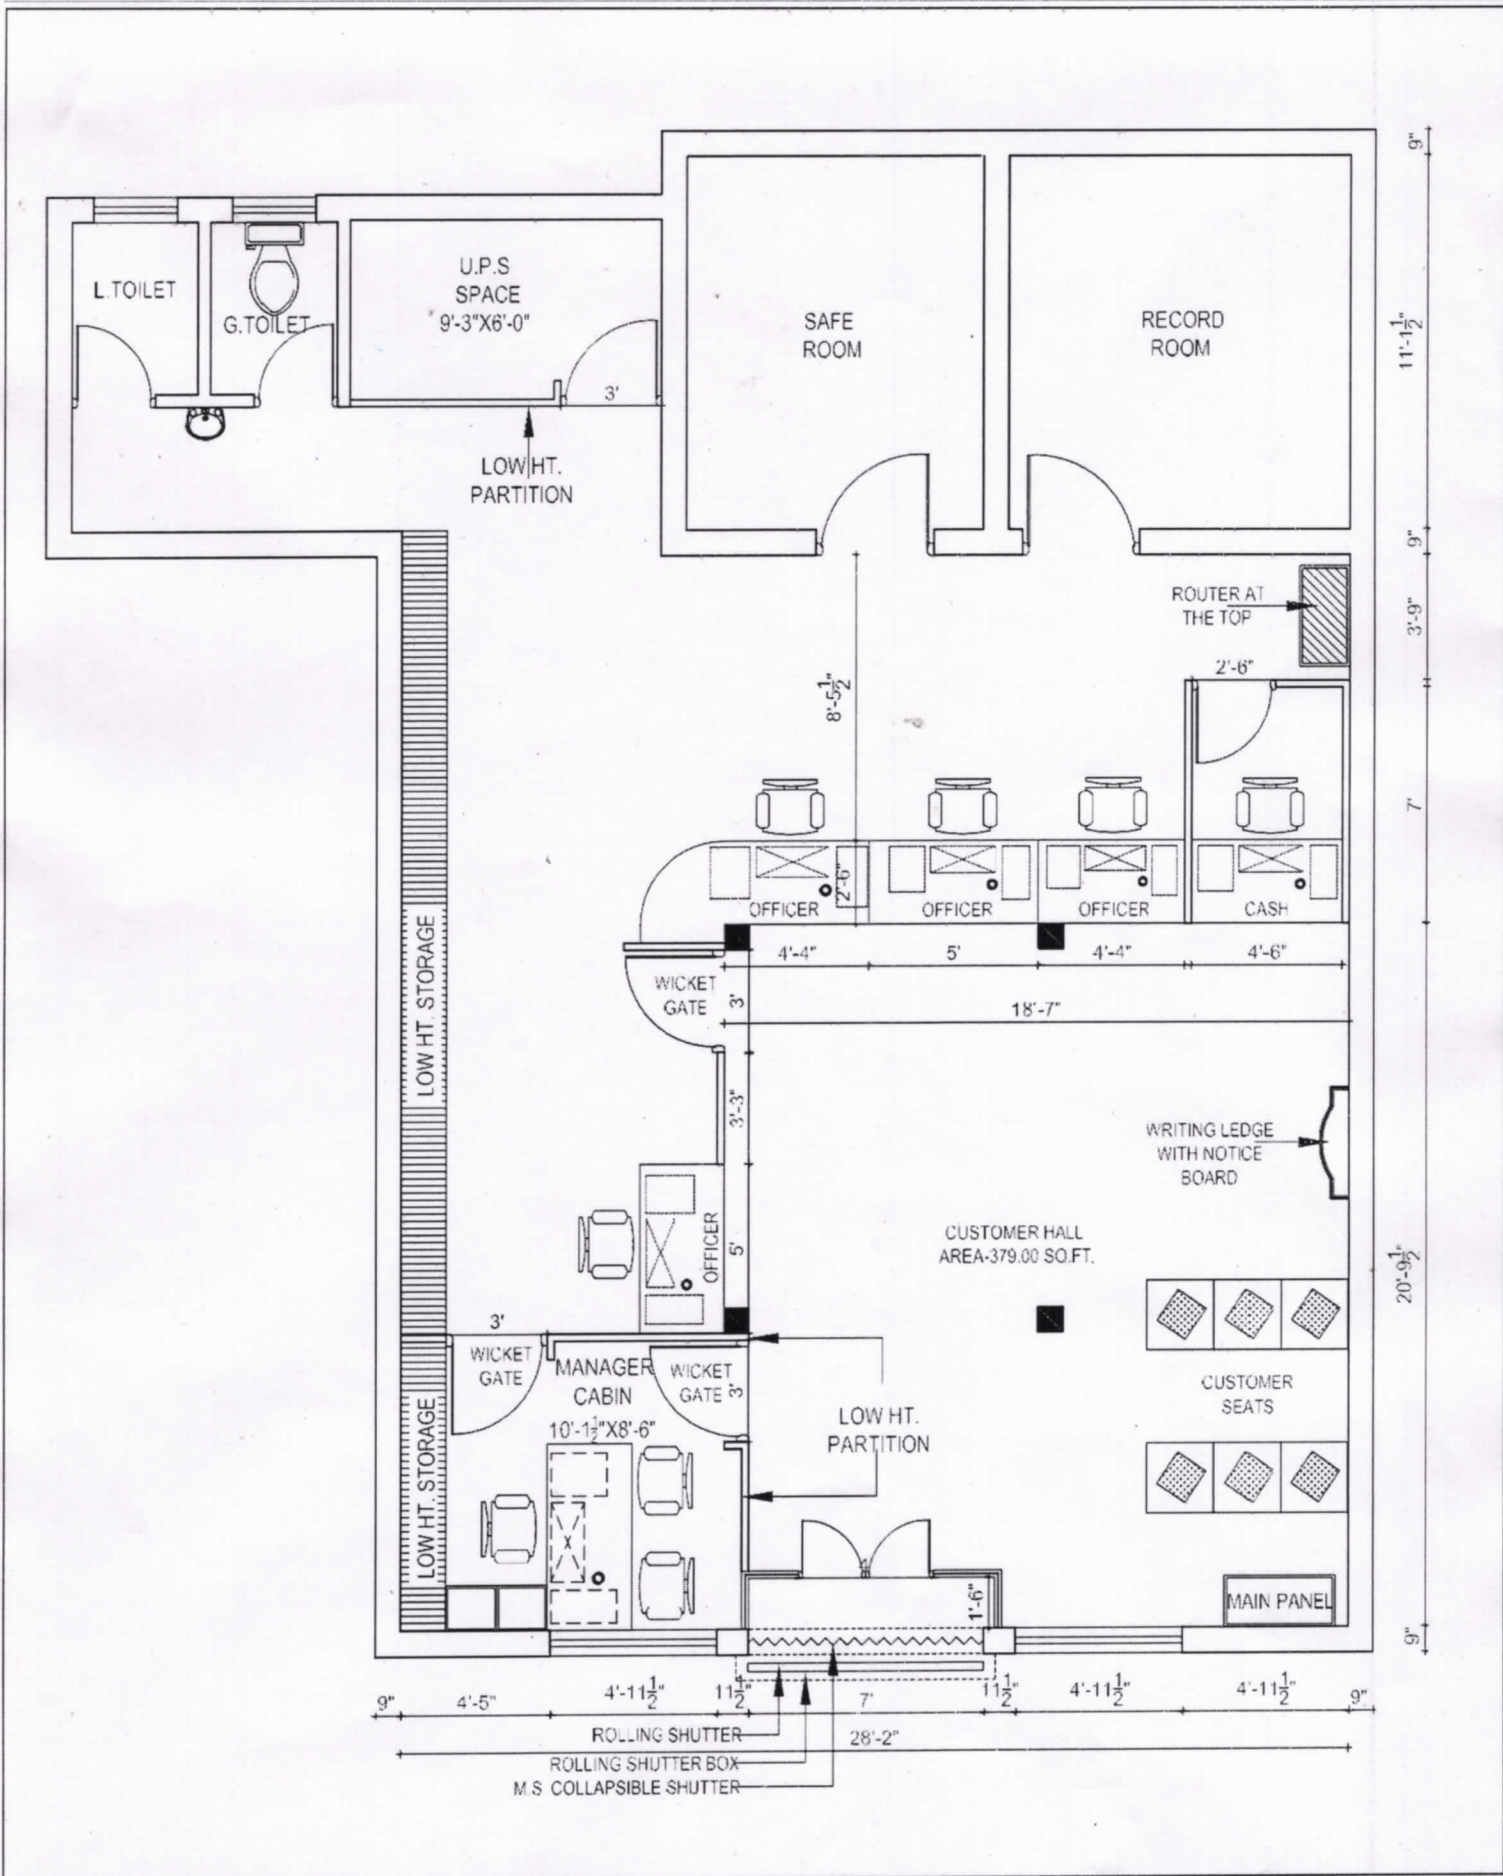 9"
L.TOILET
G.TOILET
U.P.S
SPACE
9'-3"X6'-0"
SAFE
ROOM
RECORD
ROOM
11'-1½"
3'
LOW HT.
PARTITION
9"
ROUTER AT
THE TOP
3'-9"
2'-6"
8'-5½"
7'
2'-6"
OFFICER
OFFICER
OFFICER
CASH
4'-4"
5'
4'-4"
4'-6"
LOW HT. STORAGE
WICKET
GATE
3'
18'-7"
3'-3"
WRITING LEDGE
WITH NOTICE
BOARD
OFFICER
5'
CUSTOMER HALL
AREA-379.00 SQ.FT.
20'-9½"
3'
WICKET
GATE
MANAGER
CABIN
10'-1½"X8'-6"
WICKET
GATE
3'
CUSTOMER
SEATS
LOW HT.
PARTITION
LOW HT. STORAGE
1'-6"
MAIN PANEL
9"
9"
4'-5"
4'-11½"
11½"
7'
11½"
4'-11½"
4'-11½"
9"
ROLLING SHUTTER
28'-2"
ROLLING SHUTTER BOX
M.S COLLAPSIBLE SHUTTER